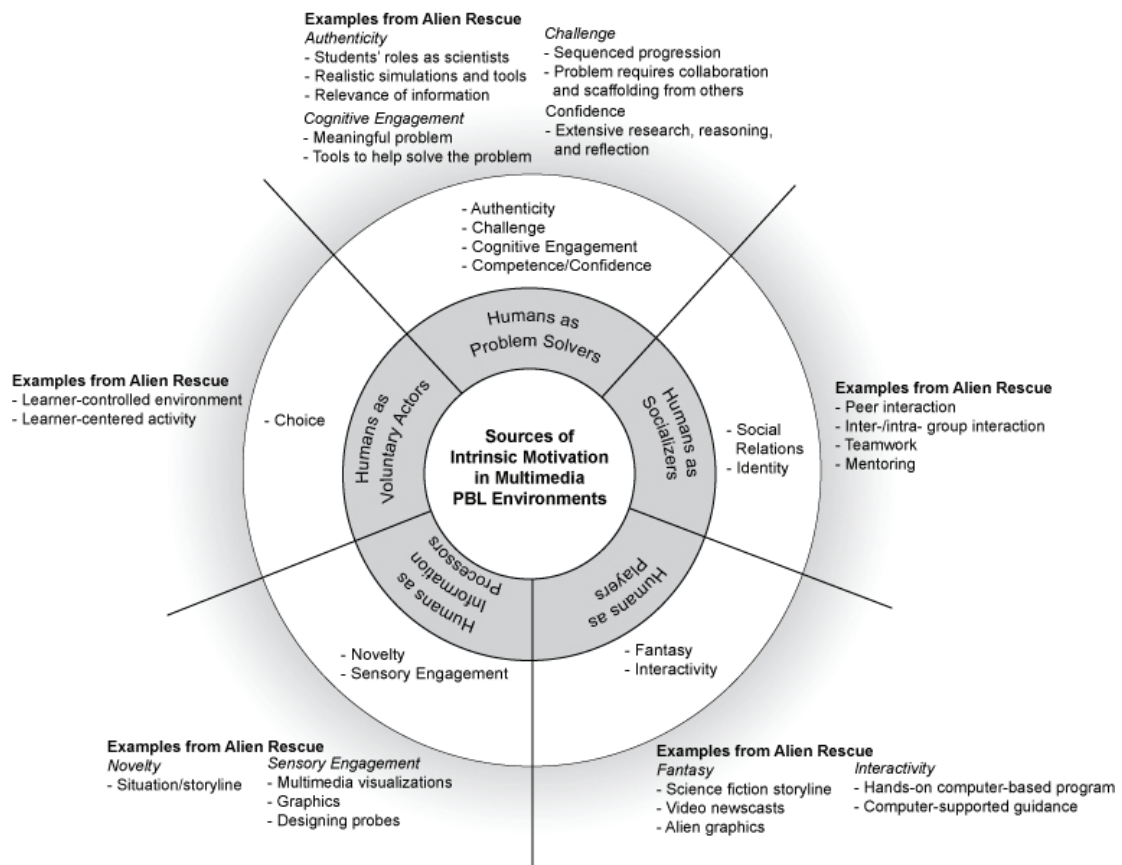 Examples from Alien Rescue
Authenticity
- Students' roles as scientists
- Realistic simulations and tools
- Relevance of information
Cognitive Engagement
- Meaningful problem
- Tools to help solve the problem
Challenge
- Sequenced progression
- Problem requires collaboration
and scaffolding from others
Confidence
- Extensive research, reasoning,
and reflection
- Authenticity
- Challenge
- Cognitive Engagement
- Competence/Confidence
Humans as
Problem Solvers
Examples from Alien Rescue
- Learner-controlled environment
- Learner-centered activity
- Choice
Humans as
Voluntary Actors
Sources of
Intrinsic Motivation
in Multimedia
PBL Environments
Humans as
Socializers
- Social
Relations
- Identity
Examples from Alien Rescue
- Peer interaction
- Inter-/intra- group interaction
- Teamwork
- Mentoring
Humans as
Information
Processors
- Novelty
- Sensory Engagement
Humans as
Players
- Fantasy
- Interactivity
Examples from Alien Rescue
Novelty
- Situation/storyline
Sensory Engagement
- Multimedia visualizations
- Graphics
- Designing probes
Examples from Alien Rescue
Fantasy
- Science fiction storyline
- Video newscasts
- Alien graphics
Interactivity
- Hands-on computer-based program
- Computer-supported guidance